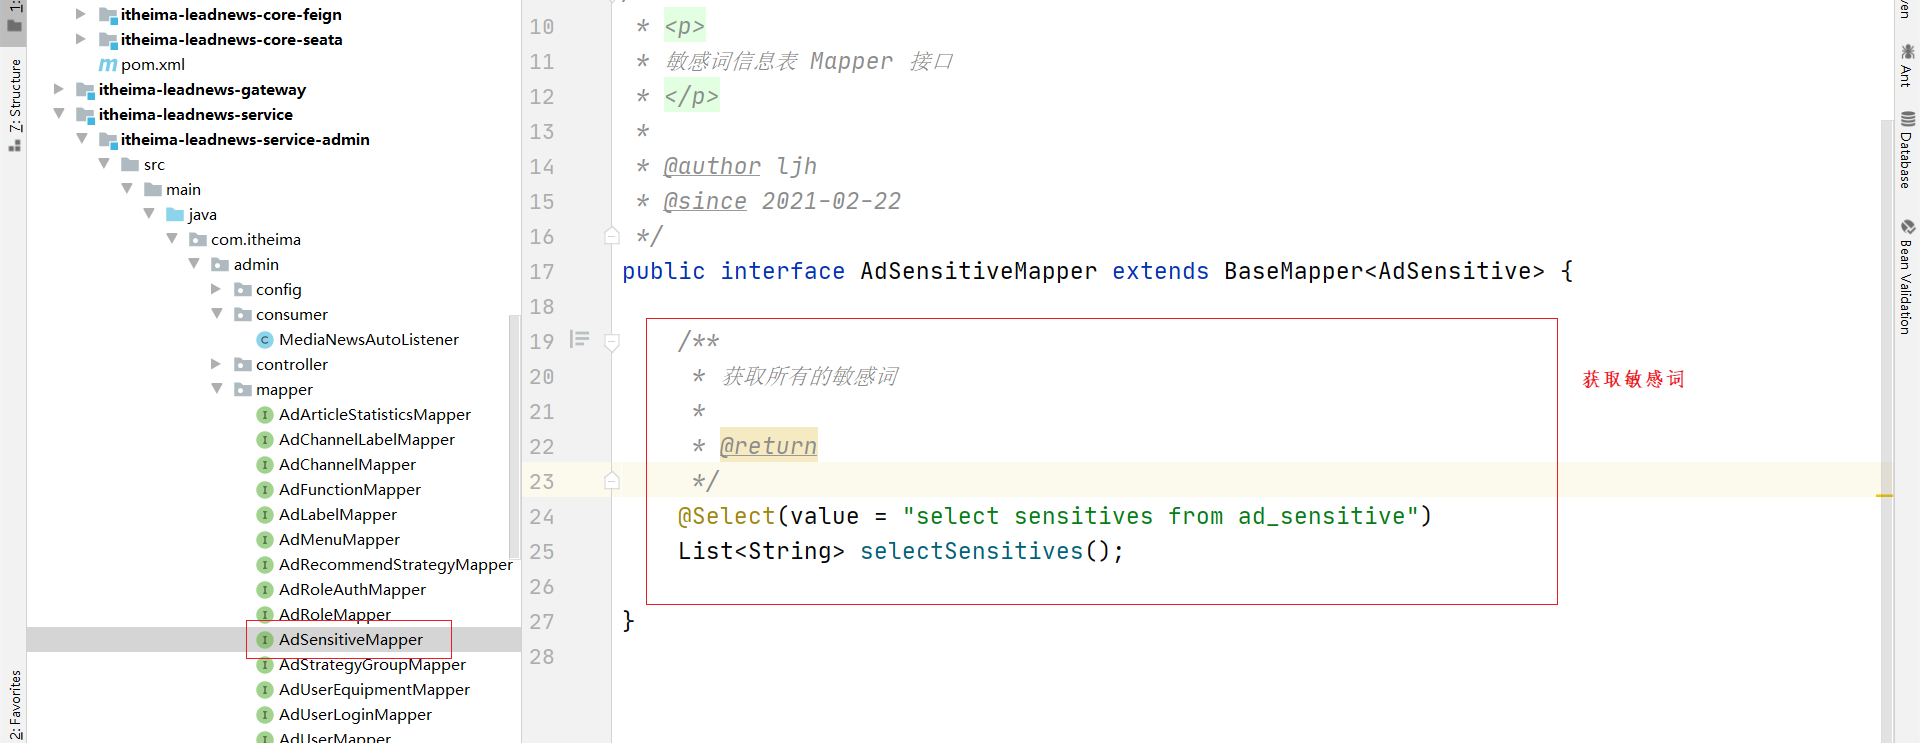 1:
7: Structure
2: Favorites
itheima-leadnews-core-feign
itheima-leadnews-core-seata
pom.xml
itheima-leadnews-gateway
itheima-leadnews-service
itheima-leadnews-service-admin
src
main
java
com.itheima
admin
config
consumer
MediaNewsAutoListener
controller
mapper
AdArticleStatisticsMapper
AdChannelLabelMapper
AdChannelMapper
AdFunctionMapper
AdLabelMapper
AdMenuMapper
AdRecommendStrategyMapper
AdRoleAuthMapper
AdRoleMapper
AdSensitiveMapper
AdStrategyGroupMapper
AdUserEquipmentMapper
AdUserLoginMapper
AdUserMapper
10 * <p>
11 * 敏感词信息表 Mapper 接口
12 * </p>
13 *
14 * @author ljh
15 * @since 2021-02-22
16 */
17 public interface AdSensitiveMapper extends BaseMapper<AdSensitive> {
18
19 /**
20 * 获取所有的敏感词
21 *
22 * @return
23 */
24 @Select(value = "select sensitives from ad_sensitive")
25 List<String> selectSensitives();
26
27 }
28
获取敏感词
ven
Ant
Database
Bean Validation